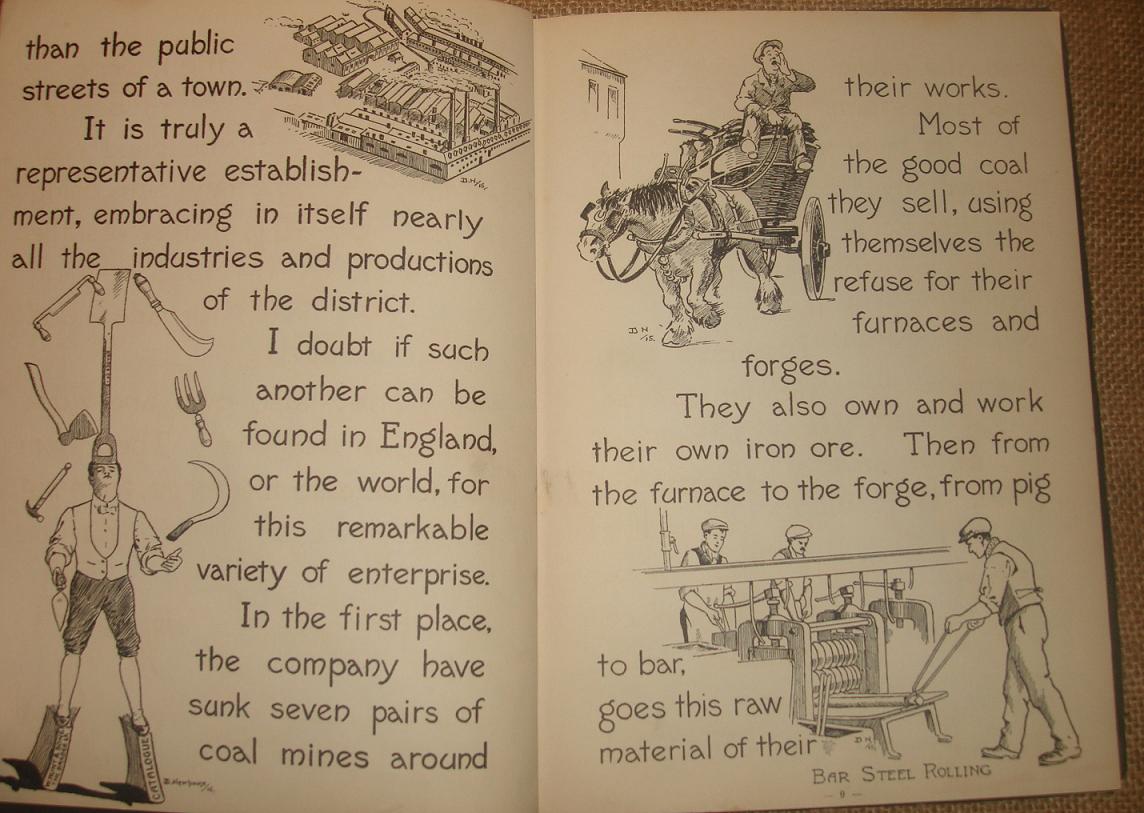 than the public
streets of a town.
It is truly a
representative establish-
ment, embracing in itself nearly
all the industries and productions
of the district.
I doubt if such
another can be
found in England,
or the world, for
this remarkable
variety of enterprise.
In the first place,
the company have
sunk seven pairs of
coal mines around
CATALOGUE
their works.
Most of
the good coal
they sell, using
themselves the
refuse for their
furnaces and
forges.
They also own and work
their own iron ore. Then from
the furnace to the forge, from pig
to bar,
goes this raw
material of their
BAR STEEL ROLLING
- 9 -